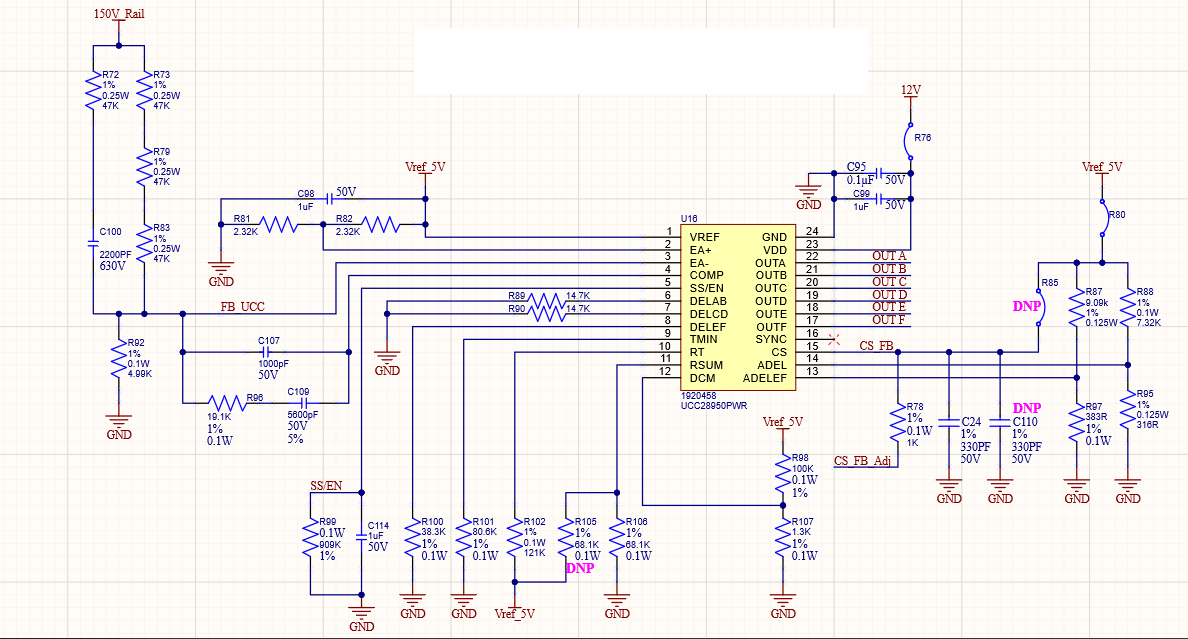 150V_Rail
R72
1%
0.25W
47K
R73
1%
0.25W
47K
R79
1%
0.25W
47K
R83
1%
0.25W
47K
C100
2200PF
630V
FB_UCC
R92
1%
0.1W
4.99K
GND
Vref_5V
C98
50V
1uF
R81
2.32K
R82
2.32K
GND
R89
14.7K
R90
14.7K
GND
C107
1000pF
50V
R96
19.1K
1%
0.1W
C109
5600pF
50V
5%
SS/EN
R99
0.1W
909K
1%
C114
1uF
50V
GND
R100
38.3K
1%
0.1W
GND
R101
80.6K
1%
0.1W
GND
R102
1%
0.1W
121K
Vref_5V
R105
1%
68.1K
0.1W
DNP
R106
1%
68.1K
0.1W
GND
U16
1 VREF
2 EA+
3 EA-
4 COMP
5 SS/EN
6 DELAB
7 DELCD
8 DELEF
9 TMIN
10 RT
11 RSUM
12 DCM
GND 24
VDD 23
OUTA 22
OUTB 21
OUTC 20
OUTD 19
OUTE 18
OUTF 17
SYNC 16
CS 15
ADEL 14
ADELEF 13
1920458
UCC28950PWR
12V
R76
C95
0.1µF
50V
C99
1uF
50V
GND
OUT A
OUT B
OUT C
OUT D
OUT E
OUT F
CS_FB
Vref_5V
R98
100K
0.1W
1%
R107
1.3K
1%
0.1W
GND
R78
1%
0.1W
1K
CS_FB_Adj
C24
1%
330PF
50V
GND
DNP
C110
1%
330PF
50V
GND
Vref_5V
R80
R85
DNP
R87
9.09k
1%
0.125W
R88
1%
0.1W
7.32K
R97
383R
1%
0.1W
GND
R95
1%
0.125W
316R
GND